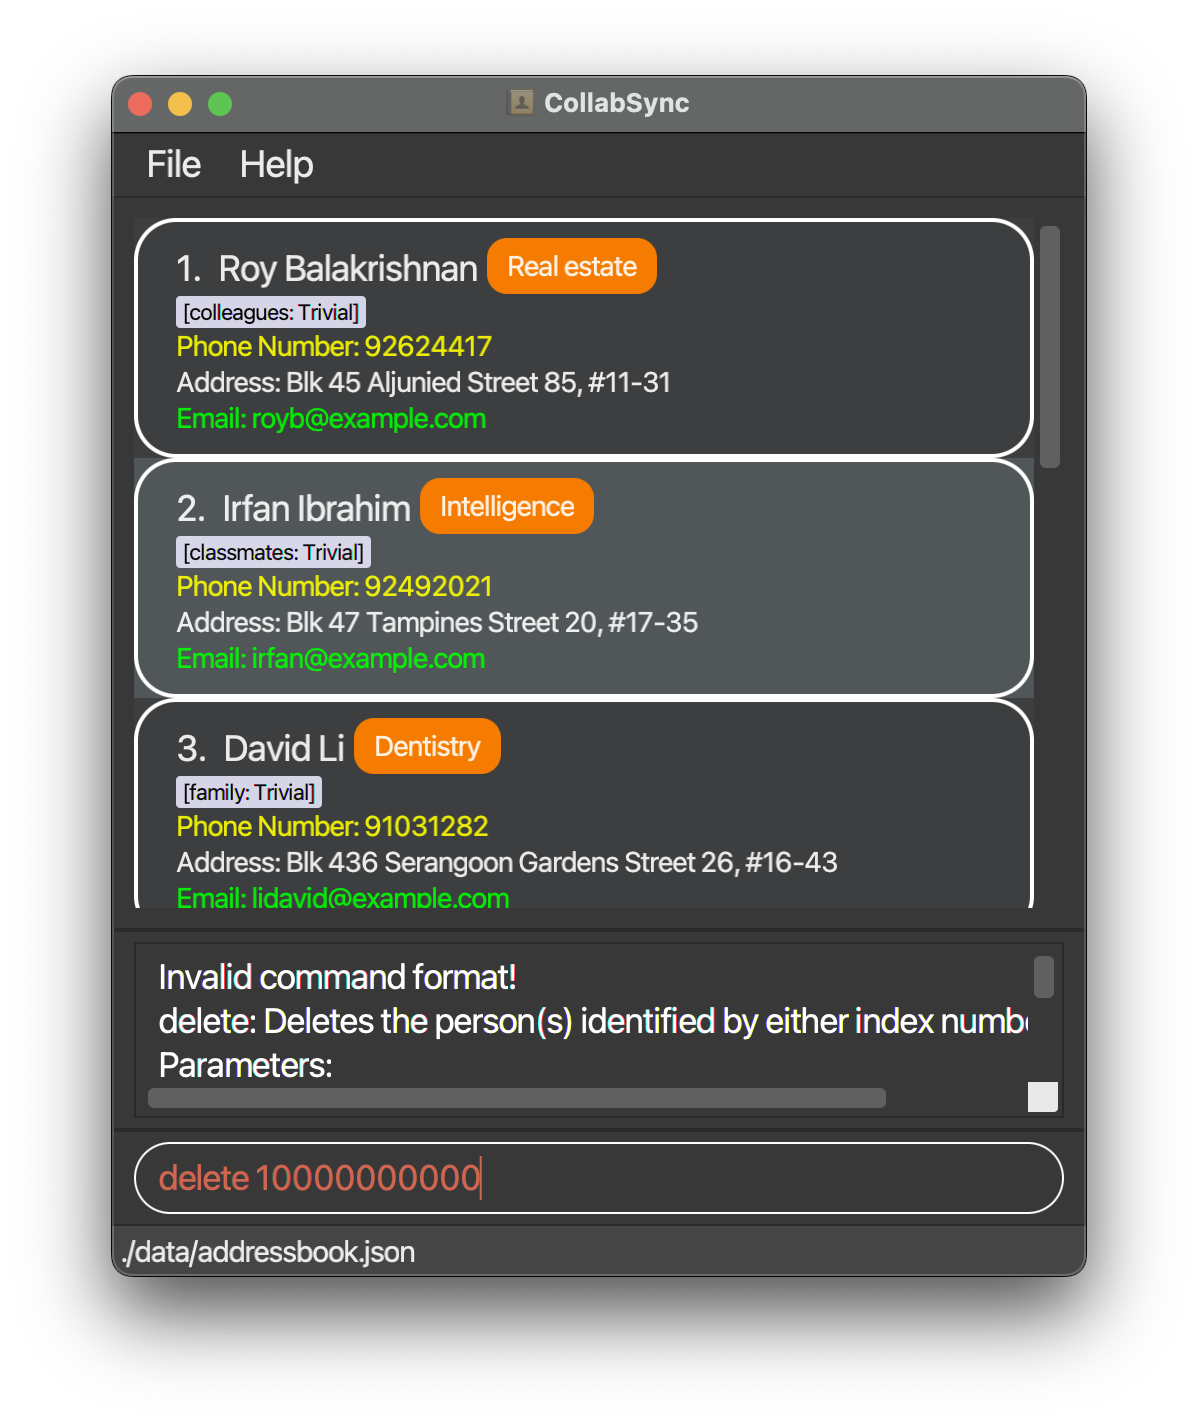 CollabSync
File Help
1. Roy Balakrishnan Real estate
[colleagues: Trivial]
Phone Number: 92624417
Address: Blk 45 Aljunied Street 85, #11-31
Email: royb@example.com
2. Irfan Ibrahim Intelligence
[classmates: Trivial]
Phone Number: 92492021
Address: Blk 47 Tampines Street 20, #17-35
Email: irfan@example.com
3. David Li Dentistry
[family: Trivial]
Phone Number: 91031282
Address: Blk 436 Serangoon Gardens Street 26, #16-43
Email: lidavid@example.com
Invalid command format!
delete: Deletes the person(s) identified by either index
Parameters:
delete 10000000000
./data/addressbook.json